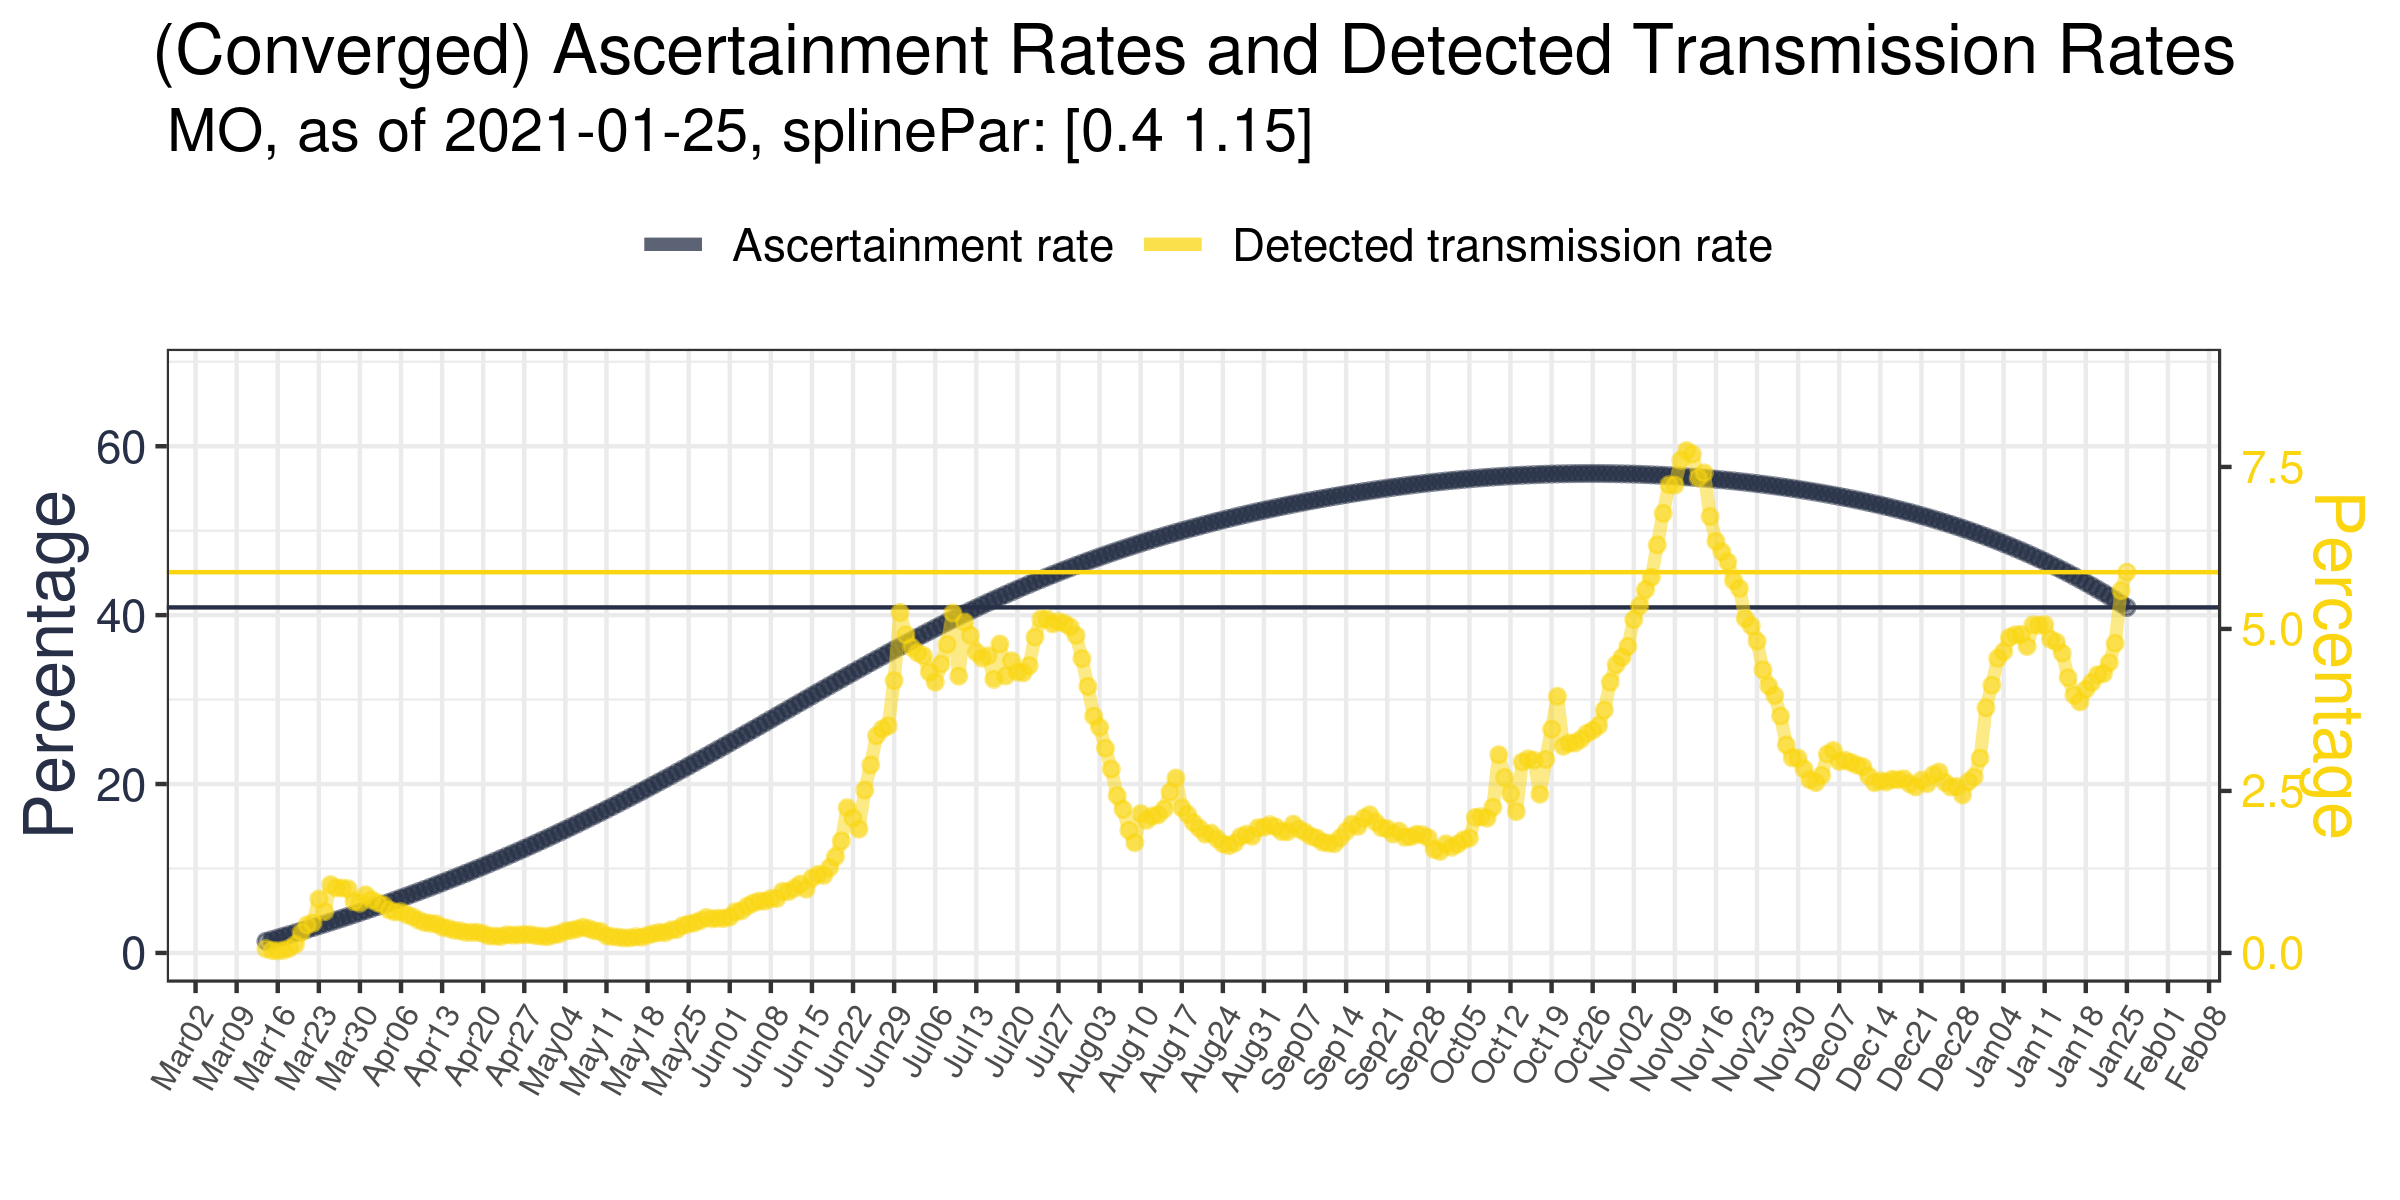 (Converged) Ascertainment Rates and Detected Transmission Rates
MO, as of 2021-01-25, splinePar: [0.4 1.15]
Ascertainment rate
Detected transmission rate
Percentage
60
40
20
0
7.5
5.0
2.5
0.0
Percentage
Mar02
Mar09
Mar16
Mar23
Mar30
Apr06
Apr13
Apr20
Apr27
May04
May11
May18
May25
Jun01
Jun08
Jun15
Jun22
Jun29
Jul06
Jul13
Jul20
Jul27
Aug03
Aug10
Aug17
Aug24
Aug31
Sep07
Sep14
Sep21
Sep28
Oct05
Oct12
Oct19
Oct26
Nov02
Nov09
Nov16
Nov23
Nov30
Dec07
Dec14
Dec21
Dec28
Jan04
Jan11
Jan18
Jan25
Feb01
Feb08